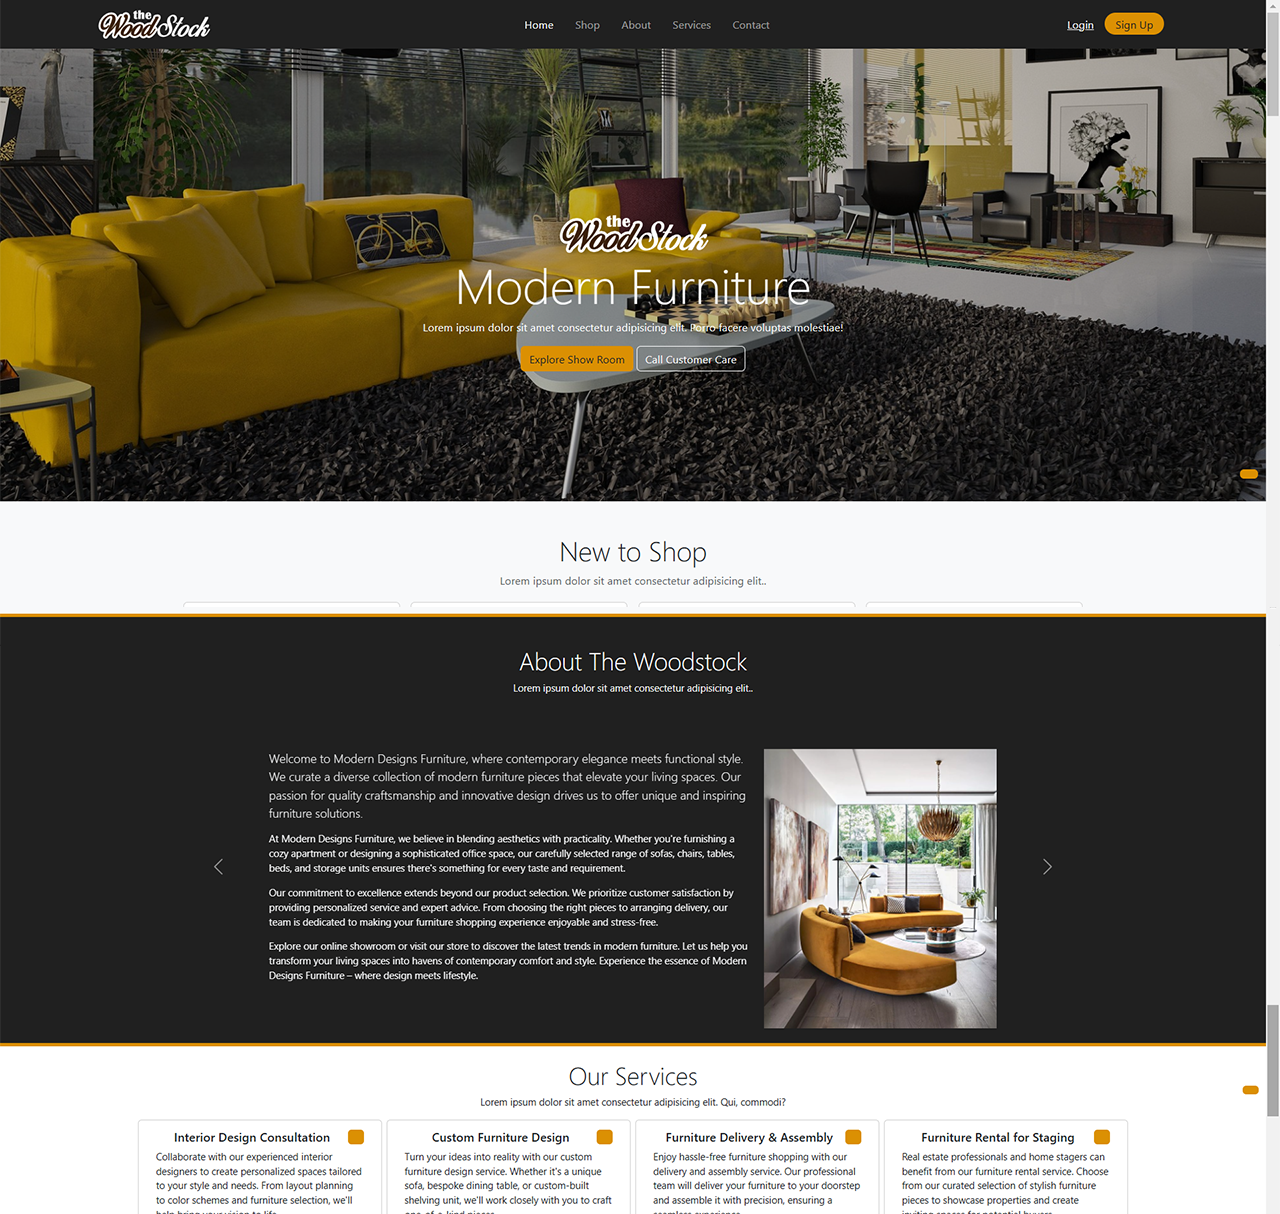 the
WoodStock
Home Shop About Services Contact
Login Sign Up
the
WoodStock
Modern Furniture
Lorem ipsum dolor sit amet consectetur adipisicing elit. Porro facere voluptas molestiae!
Explore Show Room Call Customer Care
New to Shop
Lorem ipsum dolor sit amet consectetur adipisicing elit..
About The Woodstock
Lorem ipsum dolor sit amet consectetur adipisicing elit..
Welcome to Modern Designs Furniture, where contemporary elegance meets functional style.
We curate a diverse collection of modern furniture pieces that elevate your living spaces. Our
passion for quality craftsmanship and innovative design drives us to offer unique and inspiring
furniture solutions.
At Modern Designs Furniture, we believe in blending aesthetics with practicality. Whether you're furnishing a
cozy apartment or designing a sophisticated office space, our carefully selected range of sofas, chairs, tables,
beds, and storage units ensures there's something for every taste and requirement.
Our commitment to excellence extends beyond our product selection. We prioritize customer satisfaction by
providing personalized service and expert advice. From choosing the right pieces to arranging delivery, our
team is dedicated to making your furniture shopping experience enjoyable and stress-free.
Explore our online showroom or visit our store to discover the latest trends in modern furniture. Let us help you
transform your living spaces into havens of contemporary comfort and style. Experience the essence of Modern
Designs Furniture – where design meets lifestyle.
Our Services
Lorem ipsum dolor sit amet consectetur adipisicing elit. Qui, commodi?
Interior Design Consultation
Collaborate with our experienced interior
designers to create personalized spaces tailored
to your style and needs. From layout planning
to color schemes and furniture selection, we'll
help bring your vision to life.
Custom Furniture Design
Turn your ideas into reality with our custom
furniture design service. Whether it's a unique
sofa, bespoke dining table, or custom-built
shelving unit, we'll work closely with you to craft
one-of-a-kind pieces.
Furniture Delivery & Assembly
Enjoy hassle-free furniture shopping with our
delivery and assembly service. Our professional
team will deliver your furniture to your doorstep
and assemble it with precision, ensuring a
seamless experience.
Furniture Rental for Staging
Real estate professionals and home stagers can
benefit from our furniture rental service. Choose
from our curated selection of stylish furniture
pieces to showcase properties and create
inviting spaces for potential buyers.